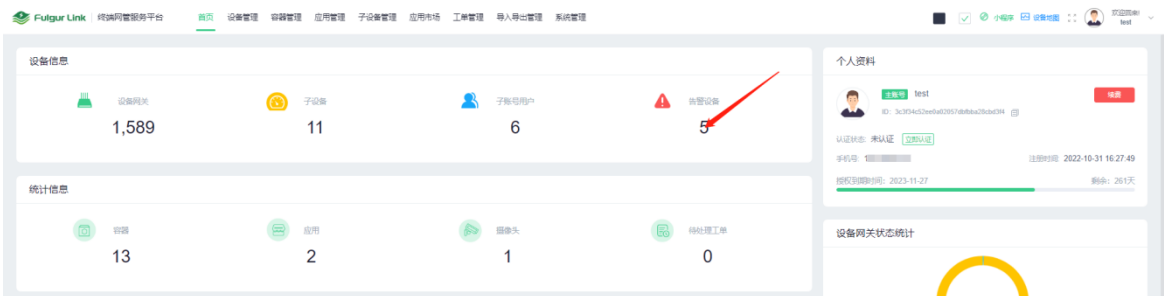 Fulgur Link 终端网管服务平台
首页 设备管理 容器管理 应用管理 子设备管理 应用市场 工单管理 导入导出管理 系统管理
小程序 设备地图
欢迎回来!
test
设备信息
设备网关
1,589
子设备
11
子账号用户
6
告警设备
5
统计信息
容器
13
应用
2
摄像头
1
待处理工单
0
个人资料
主账号 test
续费
ID:
认证状态: 未认证 立即认证
手机号: 1
注册时间: 2022-10-31 16:27:49
授权到期时间: 2023-11-27
剩余: 261天
设备网关状态统计